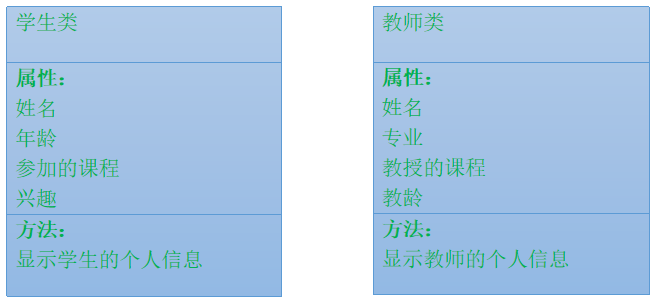 学生类
属性：
姓名
年龄
参加的课程
兴趣
方法：
显示学生的个人信息
教师类
属性：
姓名
专业
教授的课程
教龄
方法：
显示教师的个人信息